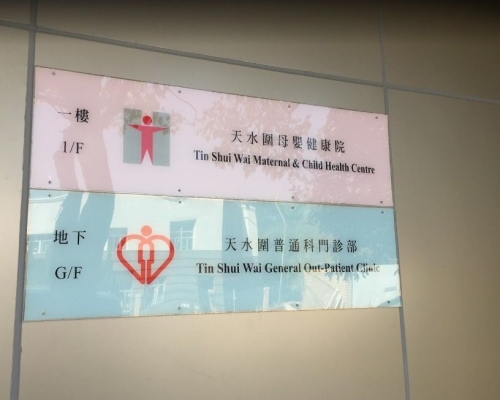 一樓
1/F
天水圍母嬰健康院
Tin Shui Wai Maternal & Child Health Centre
地下
G/F
天水圍普通科門診部
Tin Shui Wai General Out-Patient Clinic